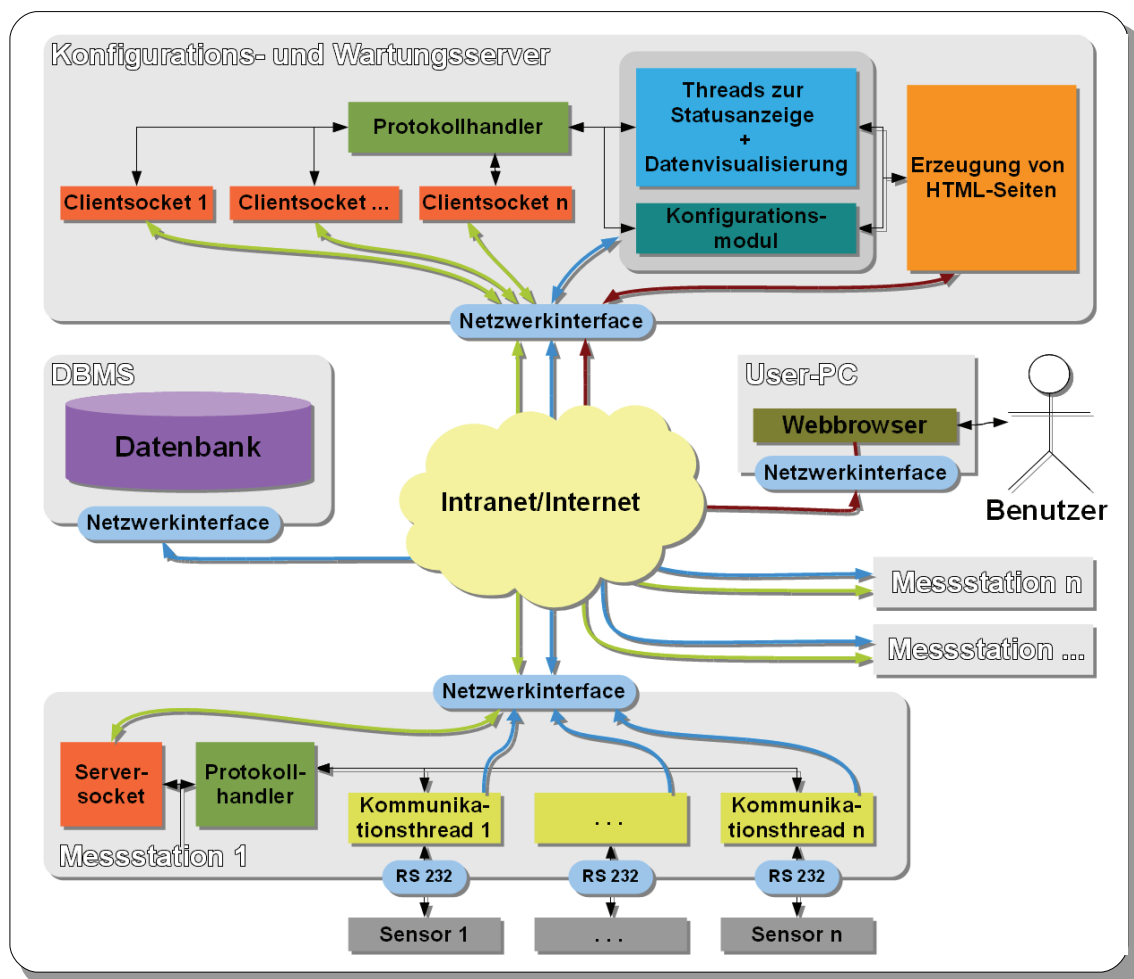 Konfigurations- und Wartungsserver
Protokollhandler
Threads zur
Statusanzeige
+
Datenvisualisierung
Erzeugung von
HTML-Seiten
Clientsocket 1
Clientsocket ...
Clientsocket n
Konfigurations-
modul
Netzwerkinterface
DBMS
Datenbank
Netzwerkinterface
User-PC
Webbrowser
Netzwerkinterface
Benutzer
Intranet/Internet
Messstation n
Messstation ...
Netzwerkinterface
Server-
socket
Protokoll-
handler
Kommunika-
tionsthread 1
. . .
Kommunika-
tionsthread n
Messstation 1
RS 232
RS 232
RS 232
Sensor 1
. . .
Sensor n